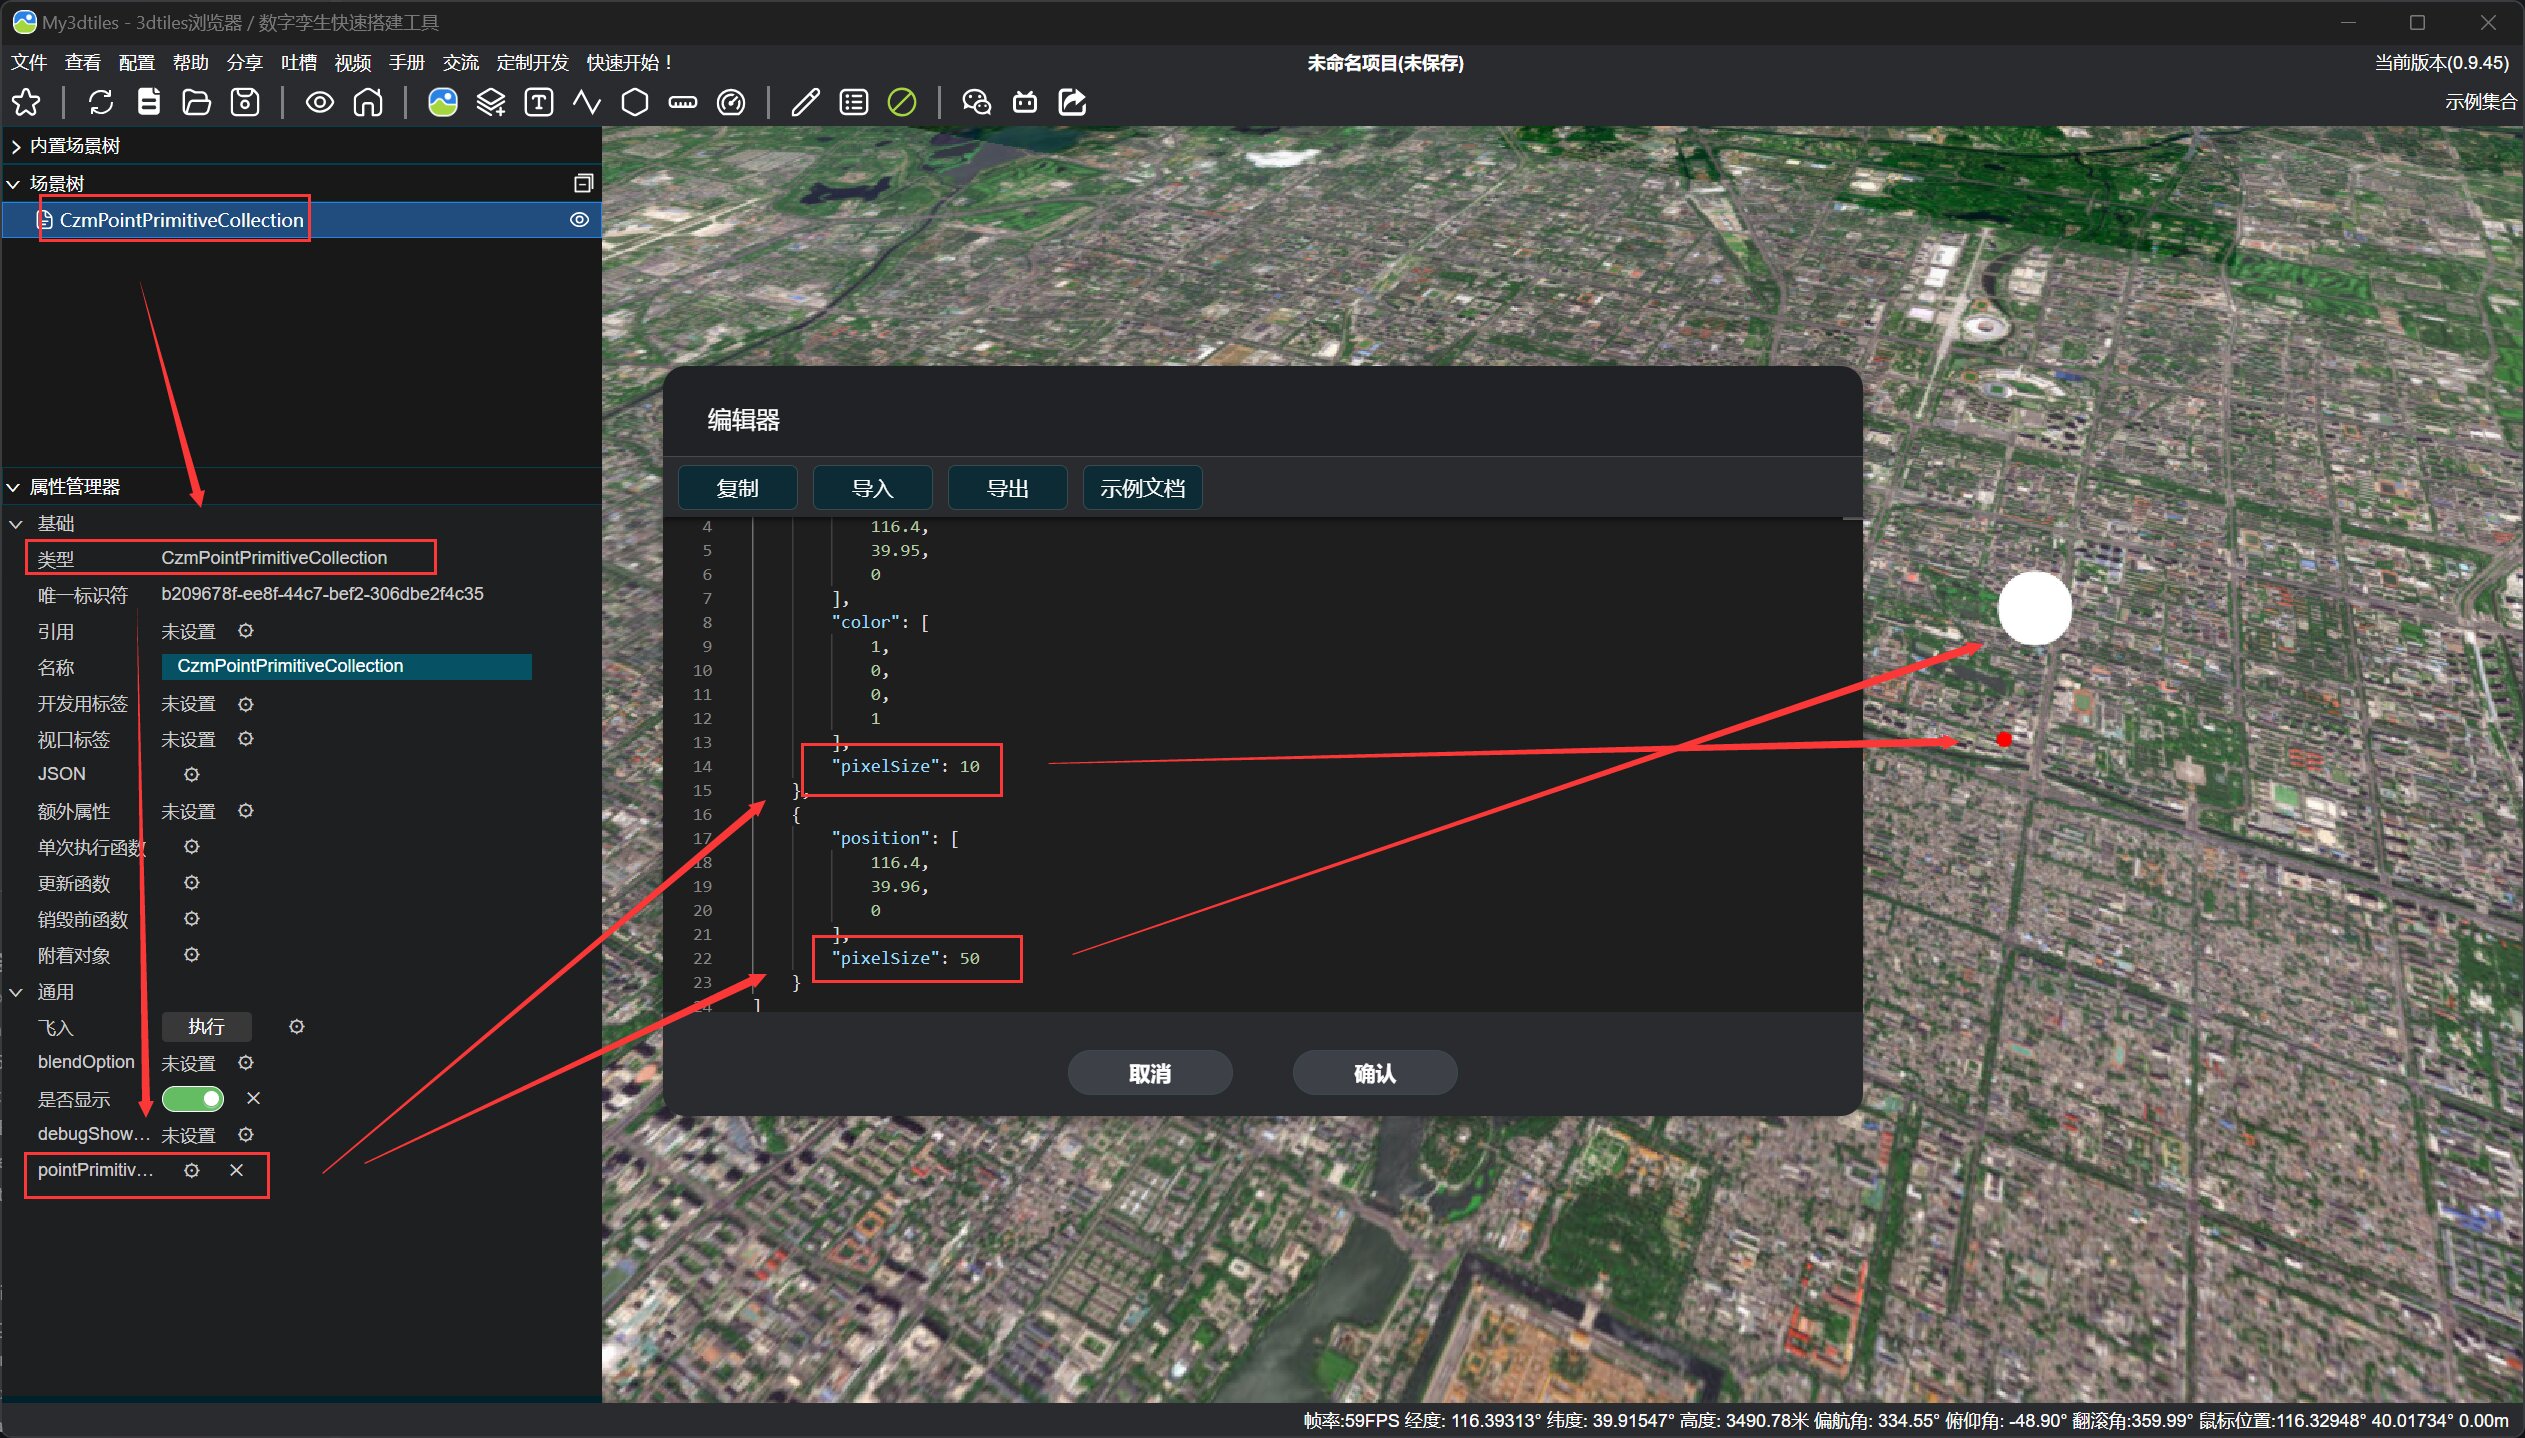 My3dtiles - 3dtiles浏览器 / 数字孪生快速搭建工具
文件 查看 配置 帮助 分享 吐槽 视频 手册 交流 定制开发 快速开始！
未命名项目(未保存)
当前版本(0.9.45)
示例集合
内置场景树
场景树
CzmPointPrimitiveCollection
属性管理器
基础
类型 CzmPointPrimitiveCollection
唯一标识符 b209678f-ee8f-44c7-bef2-306dbe2f4c35
引用 未设置
名称 CzmPointPrimitiveCollection
开发用标签 未设置
视口标签 未设置
JSON
额外属性 未设置
单次执行函数
更新函数
销毁前函数
附着对象
通用
飞入 执行
blendOption 未设置
是否显示
debugShow... 未设置
pointPrimitiv...
编辑器
复制 导入 导出 示例文档
4 116.4,
5 39.95,
6 0
7 ],
8 "color": [
9 1,
10 0,
11 0,
12 1
13 ],
14 "pixelSize": 10
15 },
16 {
17 "position": [
18 116.4,
19 39.96,
20 0
21 ],
22 "pixelSize": 50
23 }
24 ]
取消 确认
帧率:59FPS 经度: 116.39313° 纬度: 39.91547° 高度: 3490.78米 偏航角: 334.55° 俯仰角: -48.90° 翻滚角:359.99° 鼠标位置:116.32948° 40.01734° 0.00m